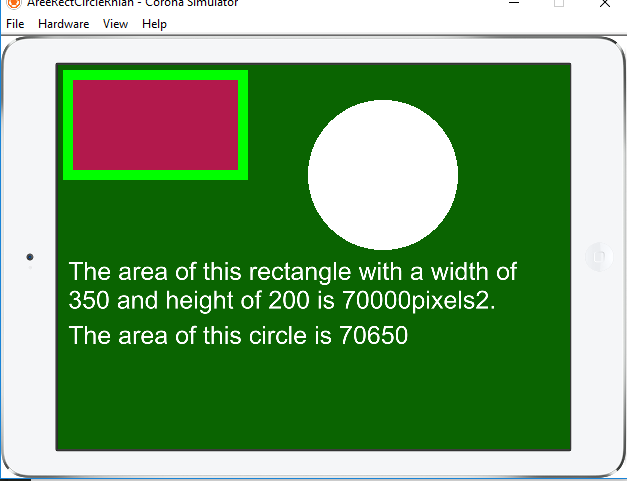 AreeRectCircleRhian - Corona Simulator
File Hardware View Help
The area of this rectangle with a width of
350 and height of 200 is 70000pixels2.
The area of this circle is 70650